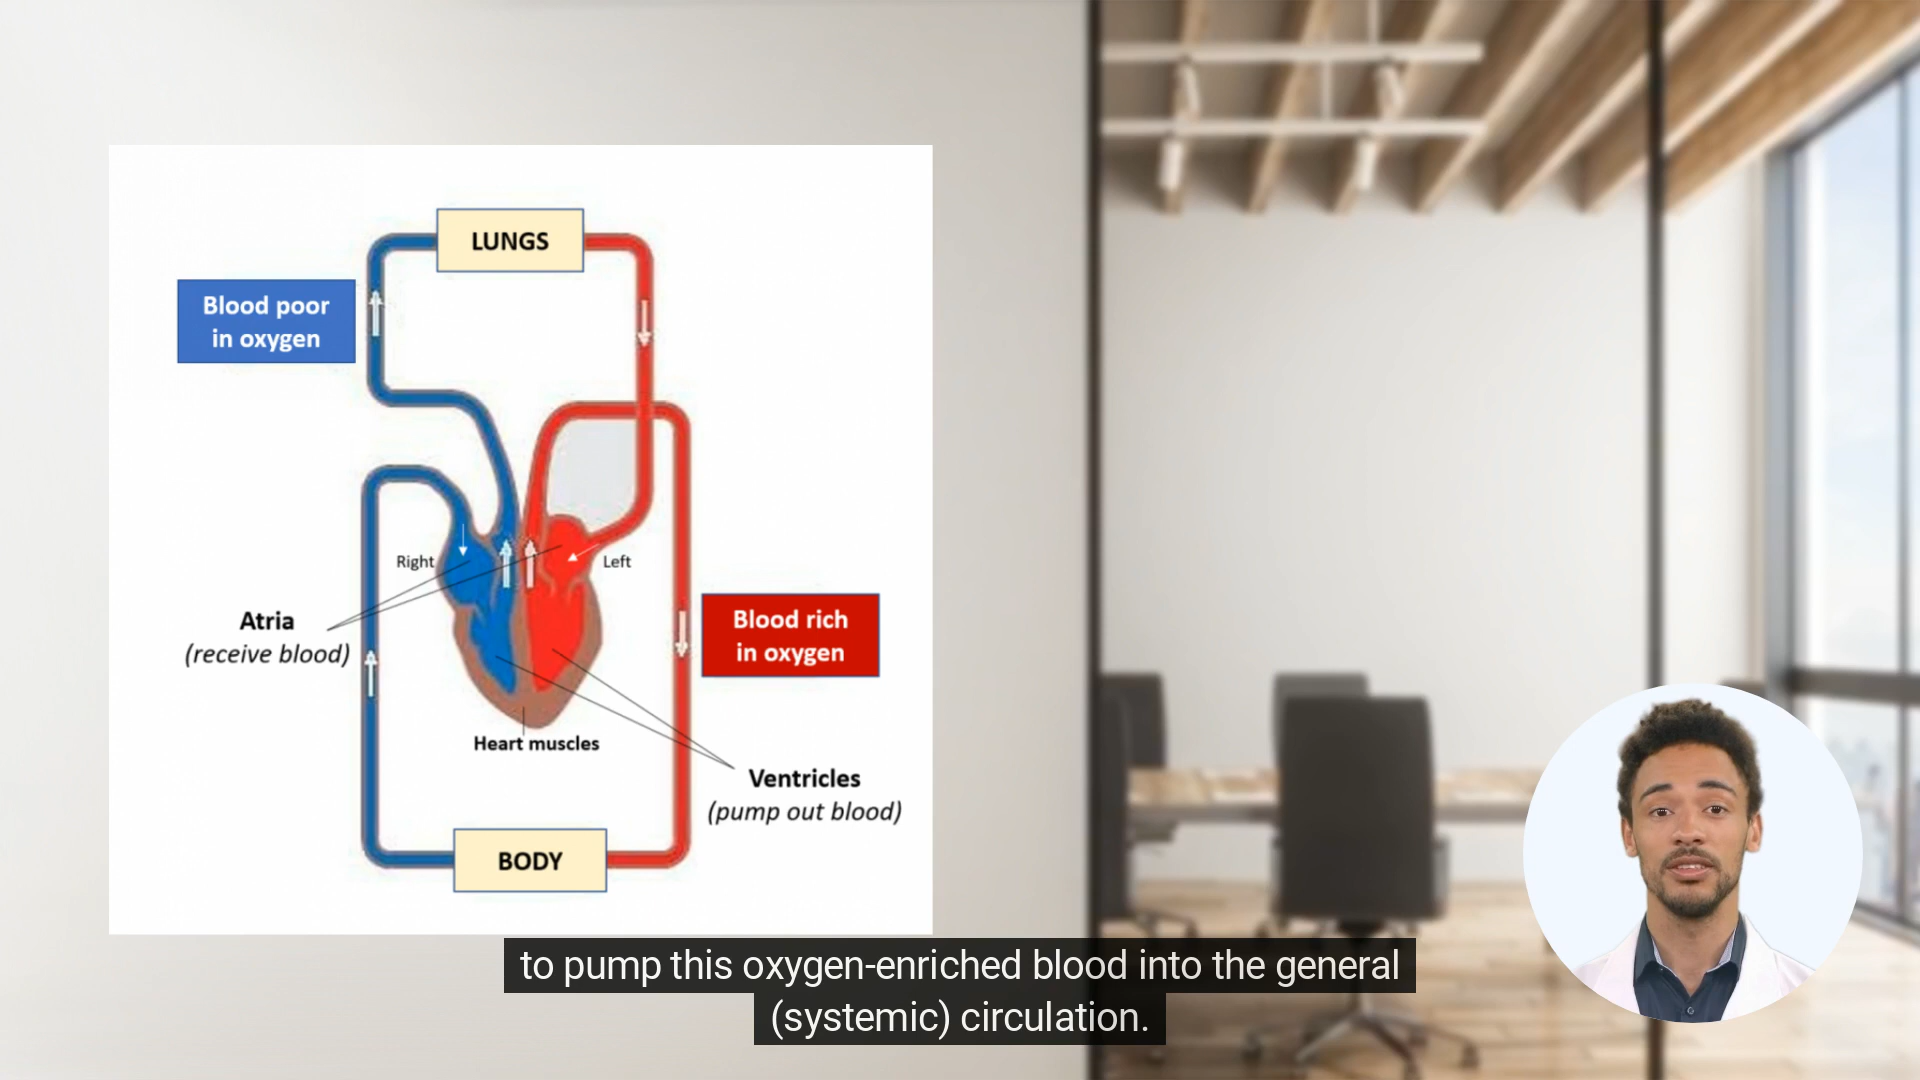 LUNGS
Blood poor
in oxygen
Right
Left
Atria
(receive blood)
Blood rich
in oxygen
Heart muscles
Ventricles
(pump out blood)
BODY
to pump this oxygen-enriched blood into the general
(systemic) circulation.